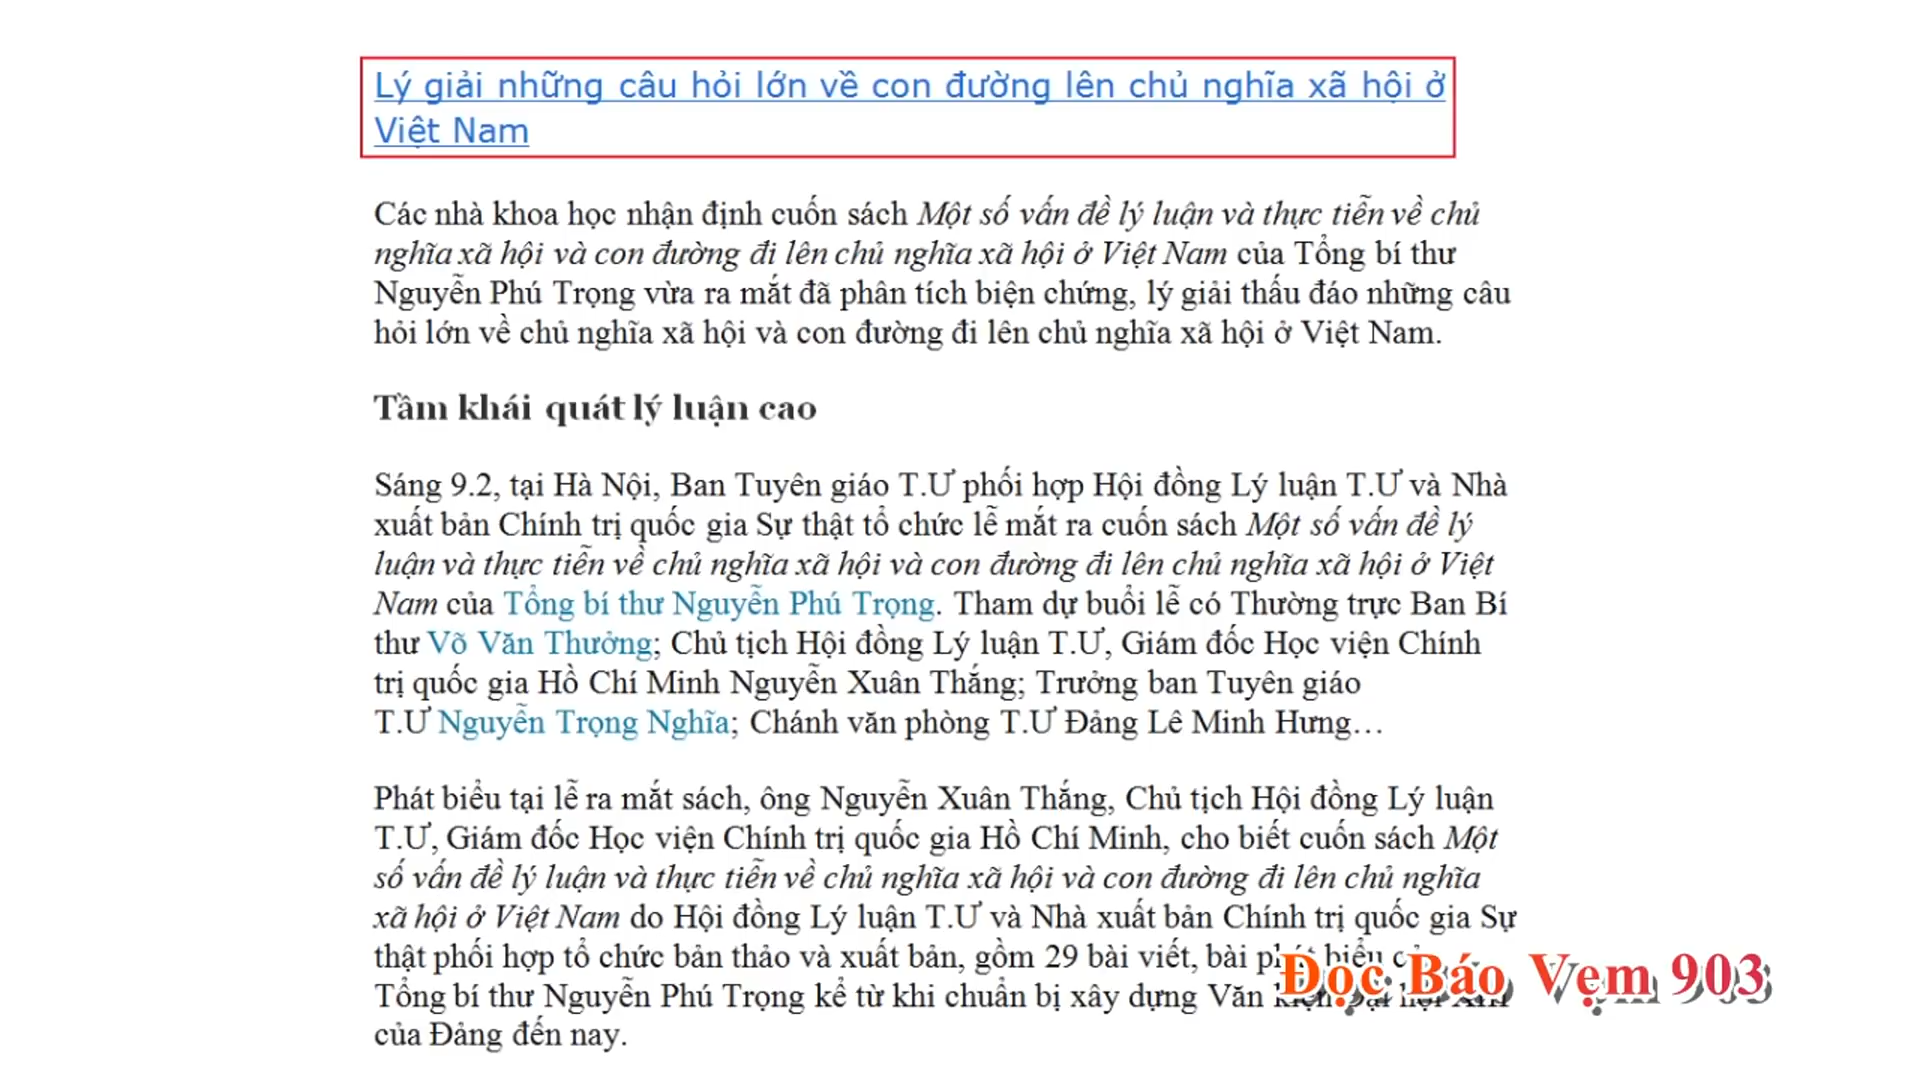 Lý giải những câu hỏi lớn về con đường lên chủ nghĩa xã hội ở
Việt Nam
Các nhà khoa học nhận định cuốn sách Một số vấn đề lý luận và thực tiễn về chủ
nghĩa xã hội và con đường đi lên chủ nghĩa xã hội ở Việt Nam của Tổng bí thư
Nguyễn Phú Trọng vừa ra mắt đã phân tích biện chứng, lý giải thấu đáo những câu
hỏi lớn về chủ nghĩa xã hội và con đường đi lên chủ nghĩa xã hội ở Việt Nam.
Tầm khái quát lý luận cao
Sáng 9.2, tại Hà Nội, Ban Tuyên giáo T.Ư phối hợp Hội đồng Lý luận T.Ư và Nhà
xuất bản Chính trị quốc gia Sự thật tổ chức lễ mắt ra cuốn sách Một số vấn đề lý
luận và thực tiễn về chủ nghĩa xã hội và con đường đi lên chủ nghĩa xã hội ở Việt
Nam của Tổng bí thư Nguyễn Phú Trọng. Tham dự buổi lễ có Thường trực Ban Bí
thư Võ Văn Thưởng; Chủ tịch Hội đồng Lý luận T.Ư, Giám đốc Học viện Chính
trị quốc gia Hồ Chí Minh Nguyễn Xuân Thắng; Trưởng ban Tuyên giáo
T.Ư Nguyễn Trọng Nghĩa; Chánh văn phòng T.Ư Đảng Lê Minh Hưng…
Phát biểu tại lễ ra mắt sách, ông Nguyễn Xuân Thắng, Chủ tịch Hội đồng Lý luận
T.Ư, Giám đốc Học viện Chính trị quốc gia Hồ Chí Minh, cho biết cuốn sách Một
số vấn đề lý luận và thực tiễn về chủ nghĩa xã hội và con đường đi lên chủ nghĩa
xã hội ở Việt Nam do Hội đồng Lý luận T.Ư và Nhà xuất bản Chính trị quốc gia Sự
thật phối hợp tổ chức bản thảo và xuất bản, gồm 29 bài viết, bài phát biểu
Tổng bí thư Nguyễn Phú Trọng kể từ khi chuẩn bị xây dựng Văn kiện Đại hội XIII
của Đảng đến nay.
Đọc Báo Vẹm 903